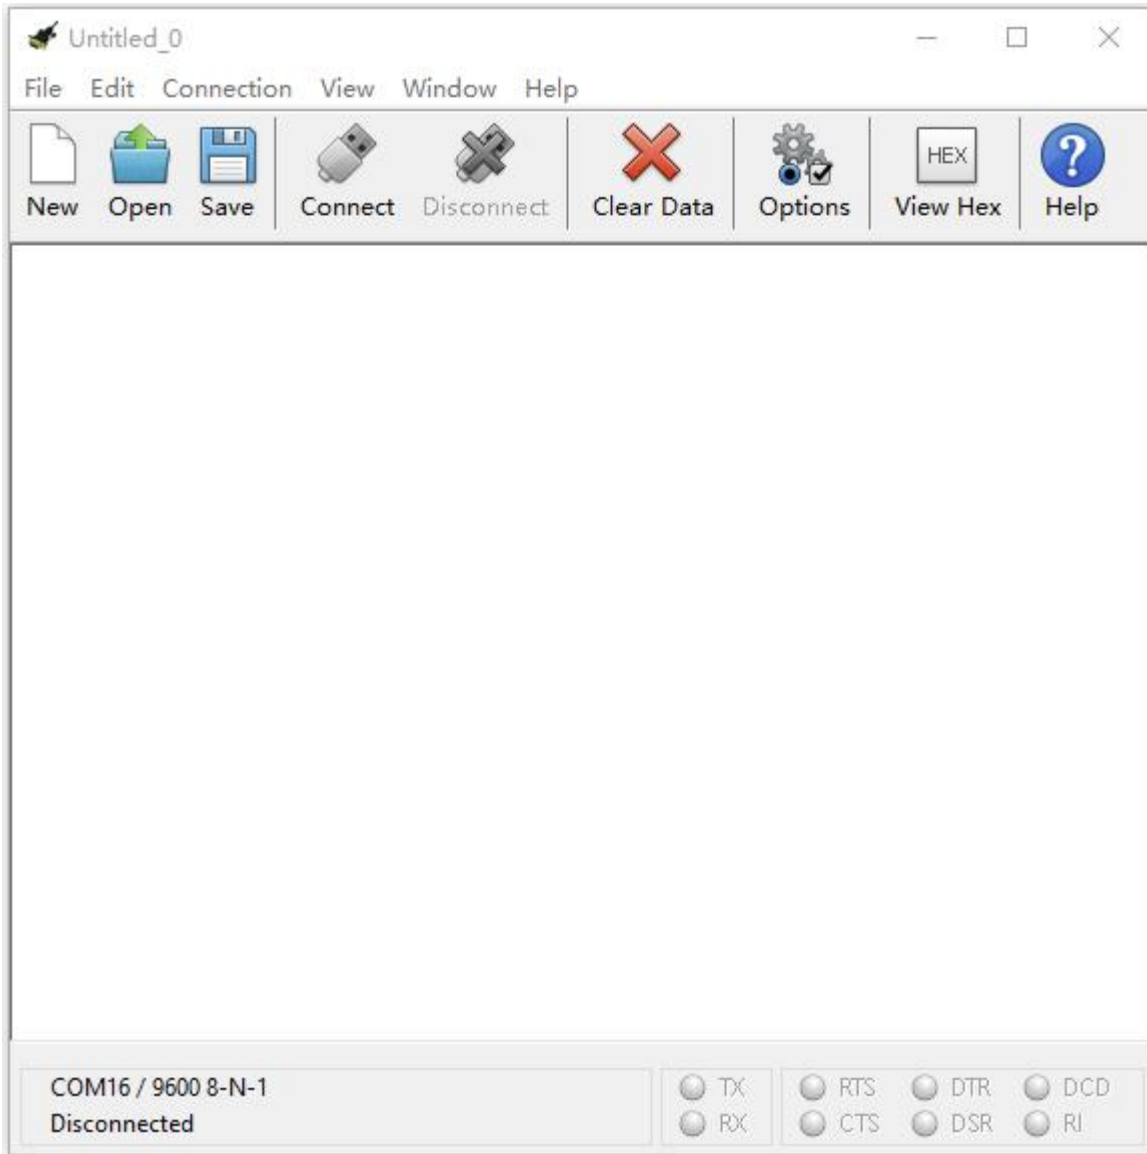 Untitled_0
File Edit Connection View Window Help
HEX
New Open Save Connect Disconnect Clear Data Options View Hex Help
COM16 / 9600 8-N-1
Disconnected
TX RTS DTR DCD
RX CTS DSR RI